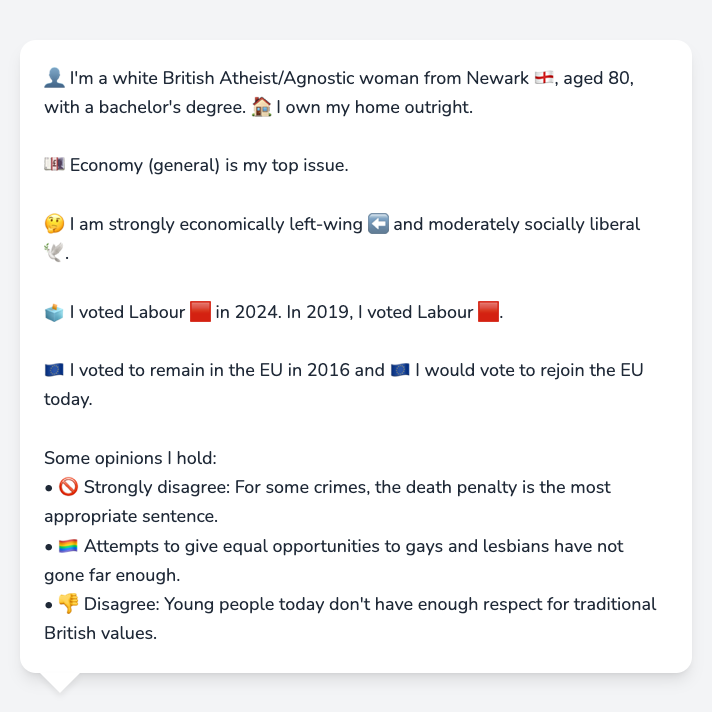 👤 I'm a white British Atheist/Agnostic woman from Newark 🏴󠁧󠁢󠁥󠁮󠁧󠁿, aged 80,
with a bachelor's degree. 🏠 I own my home outright.
💷 Economy (general) is my top issue.
🤔 I am strongly economically left-wing ⬅️ and moderately socially liberal
🕊️.
🗳️ I voted Labour 🟥 in 2024. In 2019, I voted Labour 🟥.
🇪🇺 I voted to remain in the EU in 2016 and 🇪🇺 I would vote to rejoin the EU
today.
Some opinions I hold:
• 🚫 Strongly disagree: For some crimes, the death penalty is the most
appropriate sentence.
• 🏳️‍🌈 Attempts to give equal opportunities to gays and lesbians have not
gone far enough.
• 👎 Disagree: Young people today don't have enough respect for traditional
British values.